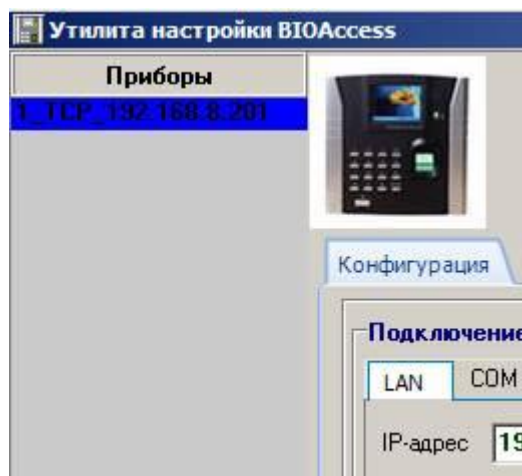 Утилита настройки BIOAccess
Приборы
1_TCP_192.168.8.201
Конфигурация
Подключение
LAN COM
IP-адрес 19